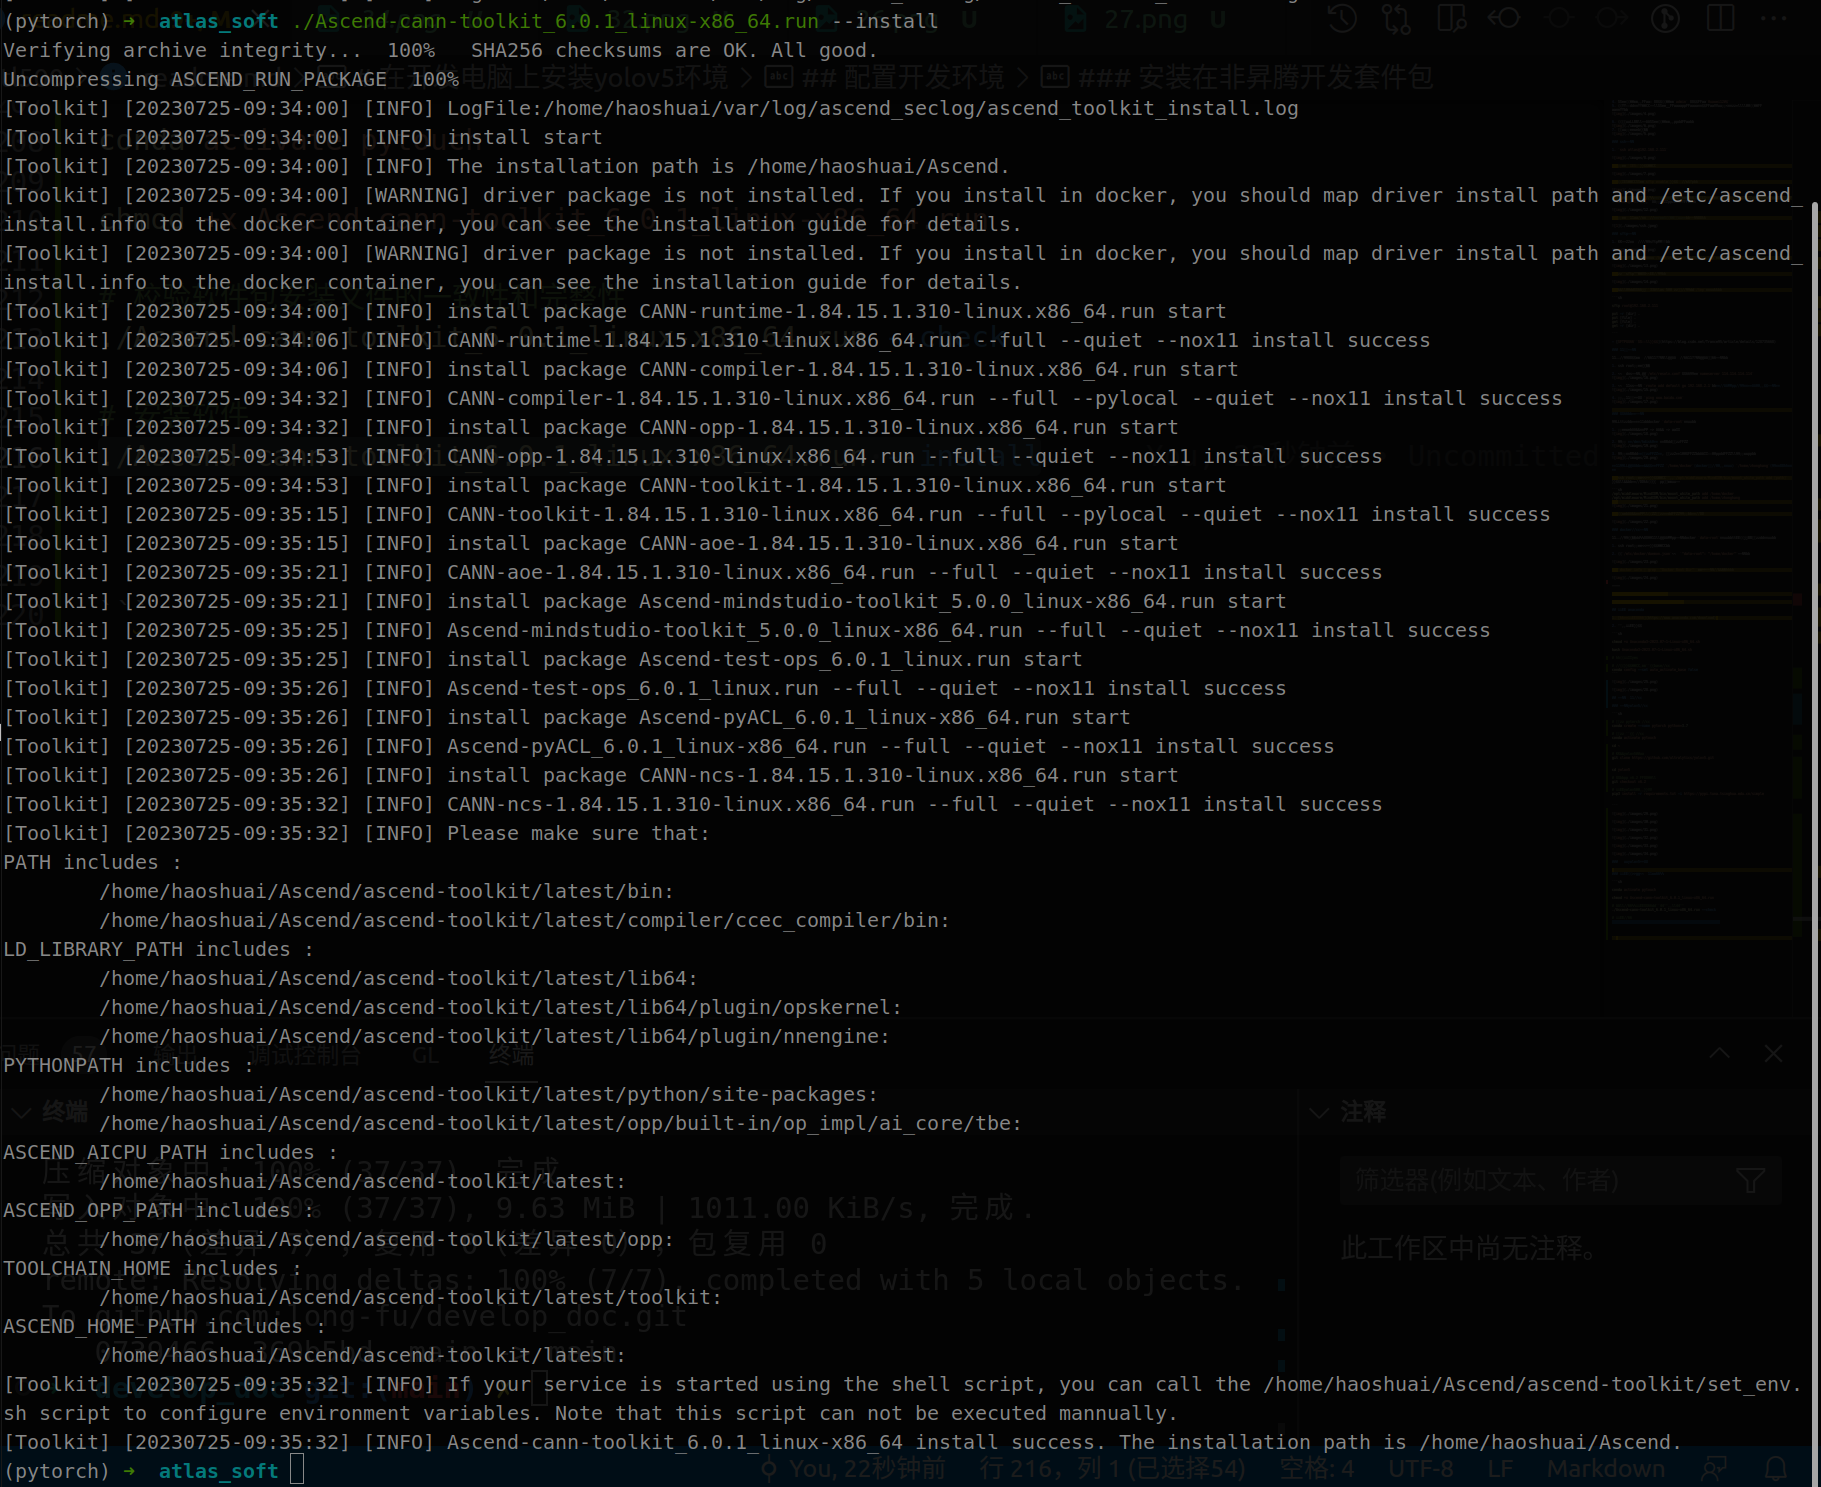 (pytorch) → atlas_soft ./Ascend-cann-toolkit_6.0.1_linux-x86_64.run --install
Verifying archive integrity...  100%   SHA256 checksums are OK. All good.
Uncompressing ASCEND_RUN_PACKAGE  100%
[Toolkit] [20230725-09:34:00] [INFO] LogFile:/home/haoshuai/var/log/ascend_seclog/ascend_toolkit_install.log
[Toolkit] [20230725-09:34:00] [INFO] install start
[Toolkit] [20230725-09:34:00] [INFO] The installation path is /home/haoshuai/Ascend.
[Toolkit] [20230725-09:34:00] [WARNING] driver package is not installed. If you install in docker, you should map driver install path and /etc/ascend_
install.info to the docker container, you can see the installation guide for details.
[Toolkit] [20230725-09:34:00] [WARNING] driver package is not installed. If you install in docker, you should map driver install path and /etc/ascend_
install.info to the docker container, you can see the installation guide for details.
[Toolkit] [20230725-09:34:00] [INFO] install package CANN-runtime-1.84.15.1.310-linux.x86_64.run start
[Toolkit] [20230725-09:34:06] [INFO] CANN-runtime-1.84.15.1.310-linux.x86_64.run --full --quiet --nox11 install success
[Toolkit] [20230725-09:34:06] [INFO] install package CANN-compiler-1.84.15.1.310-linux.x86_64.run start
[Toolkit] [20230725-09:34:32] [INFO] CANN-compiler-1.84.15.1.310-linux.x86_64.run --full --pylocal --quiet --nox11 install success
[Toolkit] [20230725-09:34:32] [INFO] install package CANN-opp-1.84.15.1.310-linux.x86_64.run start
[Toolkit] [20230725-09:34:53] [INFO] CANN-opp-1.84.15.1.310-linux.x86_64.run --full --quiet --nox11 install success
[Toolkit] [20230725-09:34:53] [INFO] install package CANN-toolkit-1.84.15.1.310-linux.x86_64.run start
[Toolkit] [20230725-09:35:15] [INFO] CANN-toolkit-1.84.15.1.310-linux.x86_64.run --full --pylocal --quiet --nox11 install success
[Toolkit] [20230725-09:35:15] [INFO] install package CANN-aoe-1.84.15.1.310-linux.x86_64.run start
[Toolkit] [20230725-09:35:21] [INFO] CANN-aoe-1.84.15.1.310-linux.x86_64.run --full --quiet --nox11 install success
[Toolkit] [20230725-09:35:21] [INFO] install package Ascend-mindstudio-toolkit_5.0.0_linux-x86_64.run start
[Toolkit] [20230725-09:35:25] [INFO] Ascend-mindstudio-toolkit_5.0.0_linux-x86_64.run --full --quiet --nox11 install success
[Toolkit] [20230725-09:35:25] [INFO] install package Ascend-test-ops_6.0.1_linux.run start
[Toolkit] [20230725-09:35:26] [INFO] Ascend-test-ops_6.0.1_linux.run --full --quiet --nox11 install success
[Toolkit] [20230725-09:35:26] [INFO] install package Ascend-pyACL_6.0.1_linux-x86_64.run start
[Toolkit] [20230725-09:35:26] [INFO] Ascend-pyACL_6.0.1_linux-x86_64.run --full --quiet --nox11 install success
[Toolkit] [20230725-09:35:26] [INFO] install package CANN-ncs-1.84.15.1.310-linux.x86_64.run start
[Toolkit] [20230725-09:35:32] [INFO] CANN-ncs-1.84.15.1.310-linux.x86_64.run --full --quiet --nox11 install success
[Toolkit] [20230725-09:35:32] [INFO] Please make sure that:
PATH includes :
/home/haoshuai/Ascend/ascend-toolkit/latest/bin:
/home/haoshuai/Ascend/ascend-toolkit/latest/compiler/ccec_compiler/bin:
LD_LIBRARY_PATH includes :
/home/haoshuai/Ascend/ascend-toolkit/latest/lib64:
/home/haoshuai/Ascend/ascend-toolkit/latest/lib64/plugin/opskernel:
/home/haoshuai/Ascend/ascend-toolkit/latest/lib64/plugin/nnengine:
PYTHONPATH includes :
/home/haoshuai/Ascend/ascend-toolkit/latest/python/site-packages:
/home/haoshuai/Ascend/ascend-toolkit/latest/opp/built-in/op_impl/ai_core/tbe:
ASCEND_AICPU_PATH includes :
/home/haoshuai/Ascend/ascend-toolkit/latest:
ASCEND_OPP_PATH includes :
/home/haoshuai/Ascend/ascend-toolkit/latest/opp:
TOOLCHAIN_HOME includes :
/home/haoshuai/Ascend/ascend-toolkit/latest/toolkit:
ASCEND_HOME_PATH includes :
/home/haoshuai/Ascend/ascend-toolkit/latest:
[Toolkit] [20230725-09:35:32] [INFO] If your service is started using the shell script, you can call the /home/haoshuai/Ascend/ascend-toolkit/set_env.
sh script to configure environment variables. Note that this script can not be executed mannually.
[Toolkit] [20230725-09:35:32] [INFO] Ascend-cann-toolkit_6.0.1_linux-x86_64 install success. The installation path is /home/haoshuai/Ascend.
(pytorch) → atlas_soft
You, 22秒钟前 行 216，列 1 (已选择54) 空格: 4 UTF-8 LF Markdown